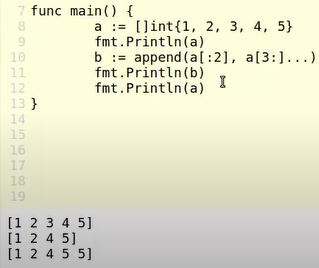 7 func main() {
8 a := []int{1, 2, 3, 4, 5}
9 fmt.Println(a)
10 b := append(a[:2], a[3:]...)
11 fmt.Println(b)
12 fmt.Println(a)
13 }
14
15
16
17
18
19
[1 2 3 4 5]
[1 2 4 5]
[1 2 4 5 5]